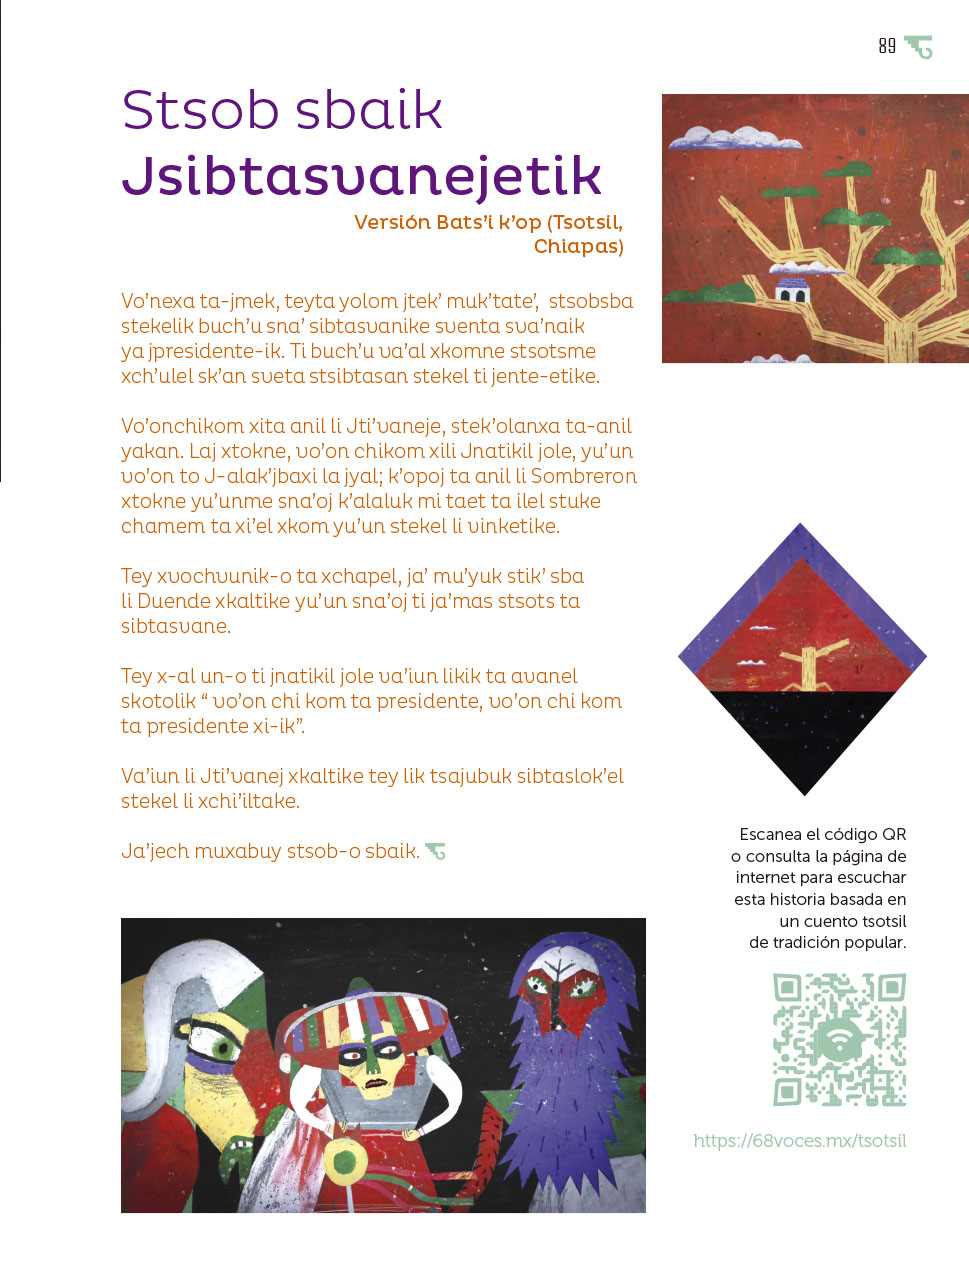 89
Stsob sbaik
Jsibtasvanejetik
Versión Bats’i k’op (Tsotsil,
Chiapas)
Vo’nexa ta-jmek, teyta yolom jtek’ muk’tate’, stsobsba
stekelik buch’u sna’ sibtasvanike sventa sva’naik
ya jpresidente-ik. Ti buch’u va’al xkomne stsotsme
xch’ulel sk’an sveta stsibtasan stekel ti jente-etike.
Vo’onchikom xita anil li Jti’vaneje, stek’olanxa ta-anil
yakan. Laj xtokne, vo’on chikom xili Jnatikil jole, yu’un
vo’on to J-alak’jbaxi la jyal; k’opoj ta anil li Sombreron
xtokne yu’unme sna’oj k’alaluk mi taet ta ilel stuke
chamem ta xi’el xkom yu’un stekel li vinketike.
Tey xvochvunik-o ta xchapel, ja’ mu’yuk stik’ sba
li Duende xkaltike yu’un sna’oj ti ja’mas stsots ta
sibtasvane.
Tey x-al un-o ti jnatikil jole va’iun likik ta avanel
skotolik “ vo’on chi kom ta presidente, vo’on chi kom
ta presidente xi-ik”.
Va’iun li Jti’vanej xkaltike tey lik tsajubuk sibtaslok’el
stekel li xchi’iltake.
Ja’jech muxabuy stsob-o sbaik.
Escanea el código QR
o consulta la página de
internet para escuchar
esta historia basada en
un cuento tsotsil
de tradición popular.
https://68voces.mx/tsotsil